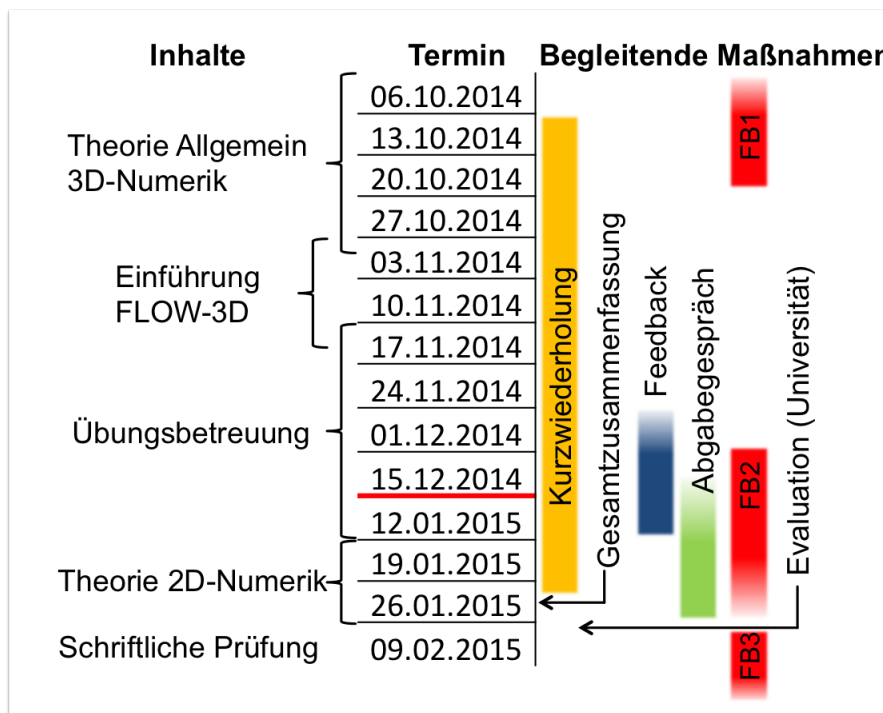 Inhalte
Termin
Begleitende Maßnahmen
Theorie Allgemein
3D-Numerik
Einführung
FLOW-3D
Übungsbetreuung
Theorie 2D-Numerik
Schriftliche Prüfung
06.10.2014
13.10.2014
20.10.2014
27.10.2014
03.11.2014
10.11.2014
17.11.2014
24.11.2014
01.12.2014
15.12.2014
12.01.2015
19.01.2015
26.01.2015
09.02.2015
Kurzwiederholung
Gesamtzusammenfassung
Feedback
Abgabegespräch
FB1
FB2
FB3
Evaluation (Universität)